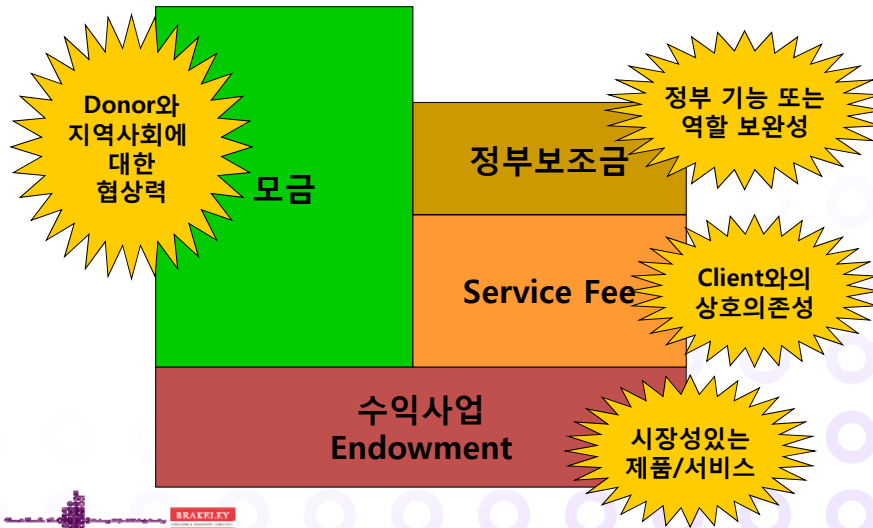 Donor와
지역사회에
대한
협상력
모금
정부 기능 또는
역할 보완성
정부보조금
Service Fee
Client와의
상호의존성
수익사업
Endowment
시장성있는
제품/서비스
BRAKELEY